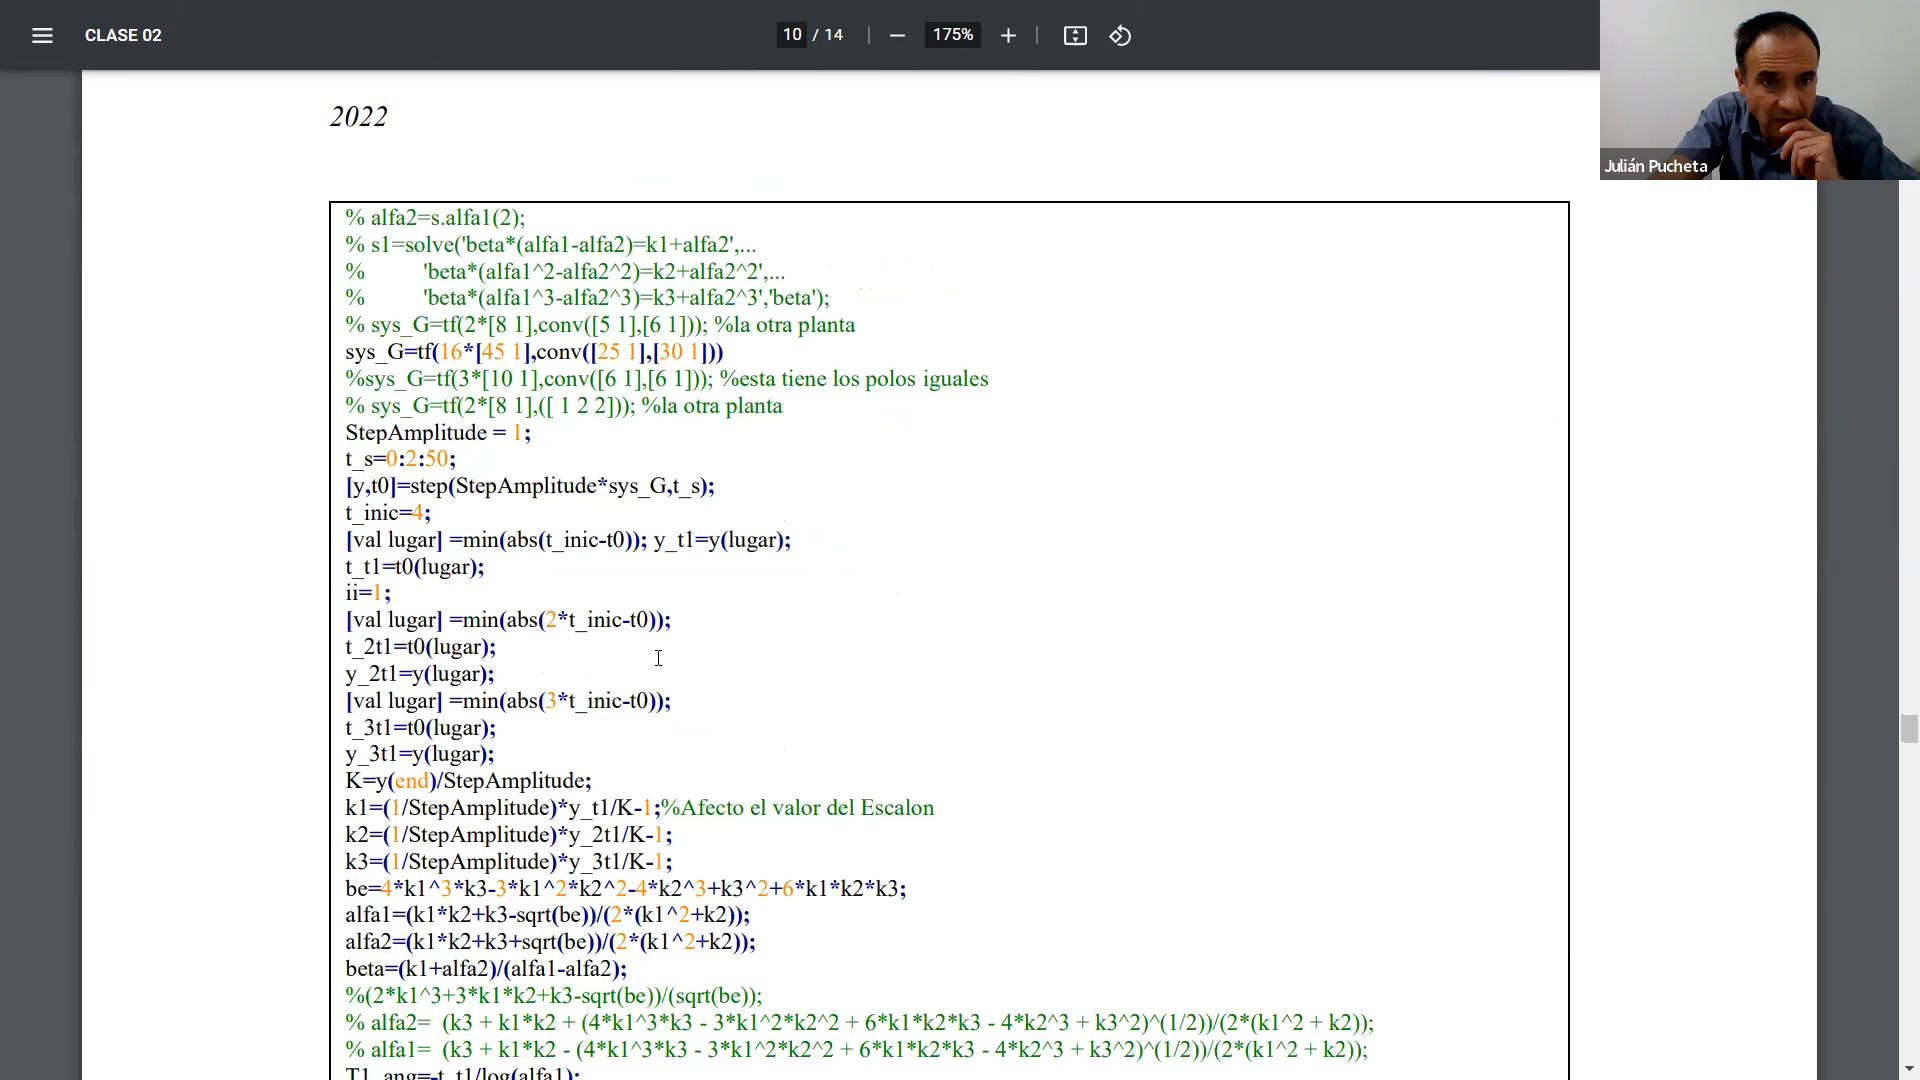 CLASE 02
10 / 14
175%
Julián Pucheta
2022
% alfa2=s.alfa1(2);
% s1=solve('beta*(alfa1-alfa2)=k1+alfa2',...
% 'beta*(alfa1^2-alfa2^2)=k2+alfa2^2',...
% 'beta*(alfa1^3-alfa2^3)=k3+alfa2^3','beta');
% sys_G=tf(2*[8 1],conv([5 1],[6 1])); %la otra planta
sys_G=tf(16*[45 1],conv([25 1],[30 1]))
%sys_G=tf(3*[10 1],conv([6 1],[6 1])); %esta tiene los polos iguales
% sys_G=tf(2*[8 1],([ 1 2 2])); %la otra planta
StepAmplitude = 1;
t_s=0:2:50;
[y,t0]=step(StepAmplitude*sys_G,t_s);
t_inic=4;
[val lugar] =min(abs(t_inic-t0)); y_t1=y(lugar);
t_t1=t0(lugar);
ii=1;
[val lugar] =min(abs(2*t_inic-t0));
t_2t1=t0(lugar);
y_2t1=y(lugar);
[val lugar] =min(abs(3*t_inic-t0));
t_3t1=t0(lugar);
y_3t1=y(lugar);
K=y(end)/StepAmplitude;
k1=(1/StepAmplitude)*y_t1/K-1;%Afecto el valor del Escalon
k2=(1/StepAmplitude)*y_2t1/K-1;
k3=(1/StepAmplitude)*y_3t1/K-1;
be=4*k1^3*k3-3*k1^2*k2^2-4*k2^3+k3^2+6*k1*k2*k3;
alfa1=(k1*k2+k3-sqrt(be))/(2*(k1^2+k2));
alfa2=(k1*k2+k3+sqrt(be))/(2*(k1^2+k2));
beta=(k1+alfa2)/(alfa1-alfa2);
%(2*k1^3+3*k1*k2+k3-sqrt(be))/(sqrt(be));
% alfa2= (k3 + k1*k2 + (4*k1^3*k3 - 3*k1^2*k2^2 + 6*k1*k2*k3 - 4*k2^3 + k3^2)^(1/2))/(2*(k1^2 + k2));
% alfa1= (k3 + k1*k2 - (4*k1^3*k3 - 3*k1^2*k2^2 + 6*k1*k2*k3 - 4*k2^3 + k3^2)^(1/2))/(2*(k1^2 + k2));
T1_ang=-t_t1/log(alfa1);